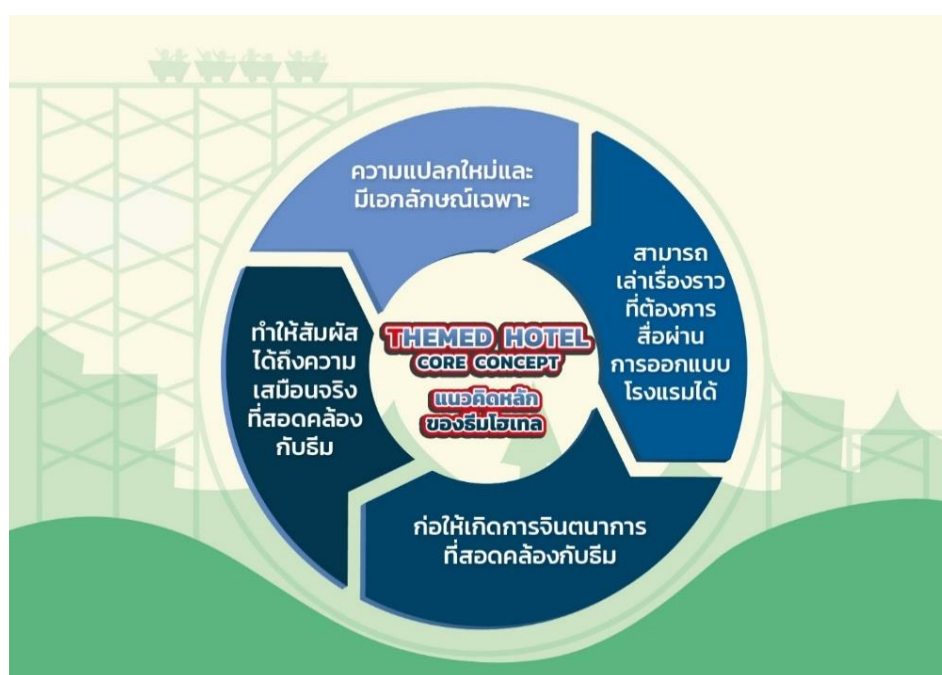 ความแปลกใหม่และ
มีเอกลักษณ์เฉพาะ
สามารถ
เล่าเรื่องราว
ที่ต้องการ
สื่อผ่าน
การออกแบบ
โรงแรมได้
ก่อให้เกิดการจินตนาการ
ที่สอดคล้องกับธีม
ทำให้สัมผัส
ได้ถึงความ
เสมือนจริง
ที่สอดคล้อง
กับธีม
THEMED HOTEL
CORE CONCEPT
แนวคิดหลัก
ของธีมโฮเทล